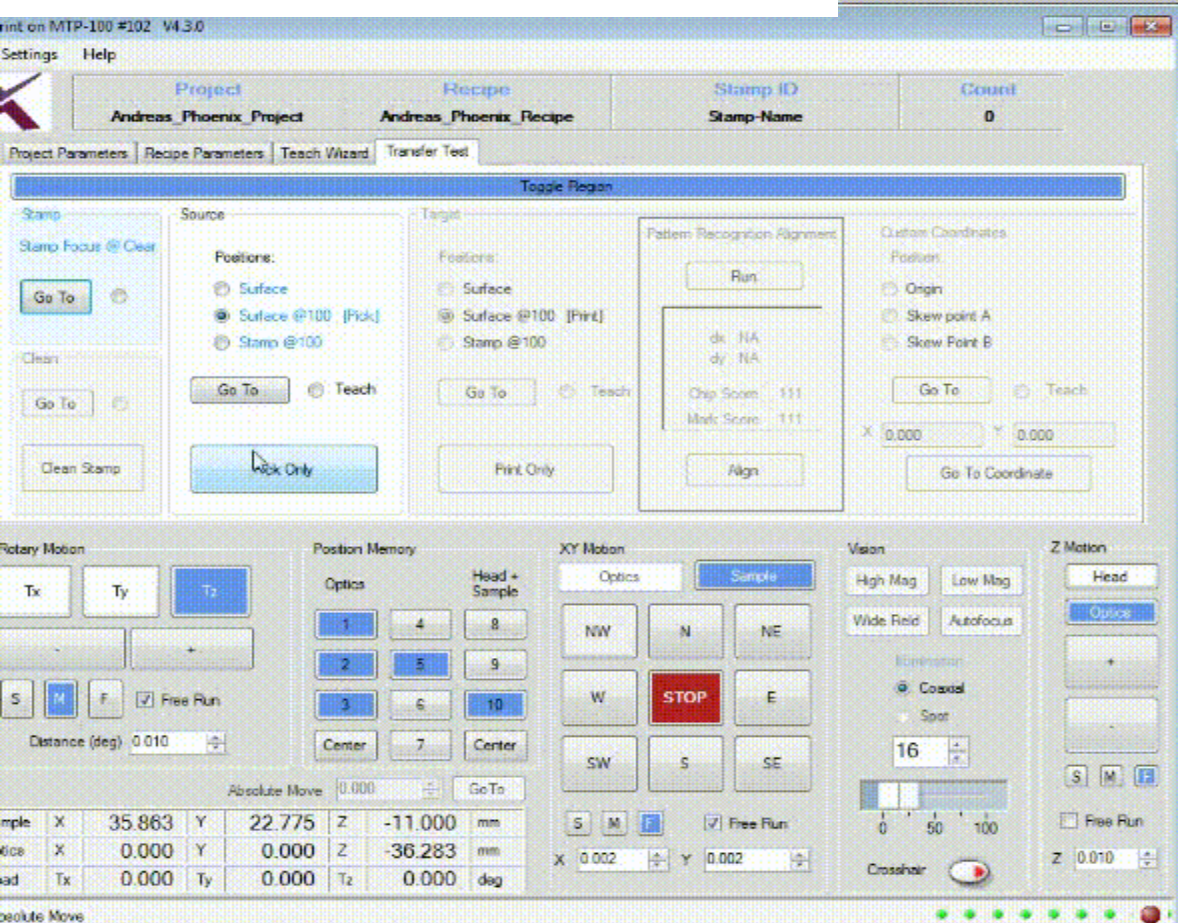 rint on MTP-100 #102 V4.3.0
Settings Help
Project Recipe Stamp ID Count
Andreas_Phoenix_Project Andreas_Phoenix_Recipe Stamp-Name 0
Project Parameters Recipe Parameters Teach Wizard Transfer Test
Toggle Region
Stamp Source Target
Pattern Recognition Alignment Custom Coordinates
Stamp Focus @ Clear Positions: Positions: Position:
Run
Go To Surface Surface Origin
Surface @100 [Pick] Surface @100 [Print] Skew point A
Stamp @100 Stamp @100 dx NA Skew Point B
Clean dy NA
Go To Go To Teach Go To Teach Chip Score 111 Go To Teach
Mark Score 111
X 0.000 Y 0.000
Clean Stamp ick Only Print Only Align Go To Coordinate
Rotary Motion Position Memory XY Motion Vision Z Motion
Tx Ty Tz Optics Head + Sample Optics Sample High Mag Low Mag Head
1 4 8 NW N NE Wide Field Autofocus Optics
- + 2 5 9 Illumination +
S M F Free Run 3 6 10 W STOP E Coaxial
Spot -
Distance (deg) 0.010 Center 7 Center SW S SE 16
Absolute Move 0.000 GoTo S M F
mple X 35.863 Y 22.775 Z -11.000 mm S M F Free Run 0 50 100 Free Run
tics X 0.000 Y 0.000 Z -36.283 mm X 0.002 Y 0.002 Z 0.010
ead Tx 0.000 Ty 0.000 Tz 0.000 deg Crosshair
bsolute Move